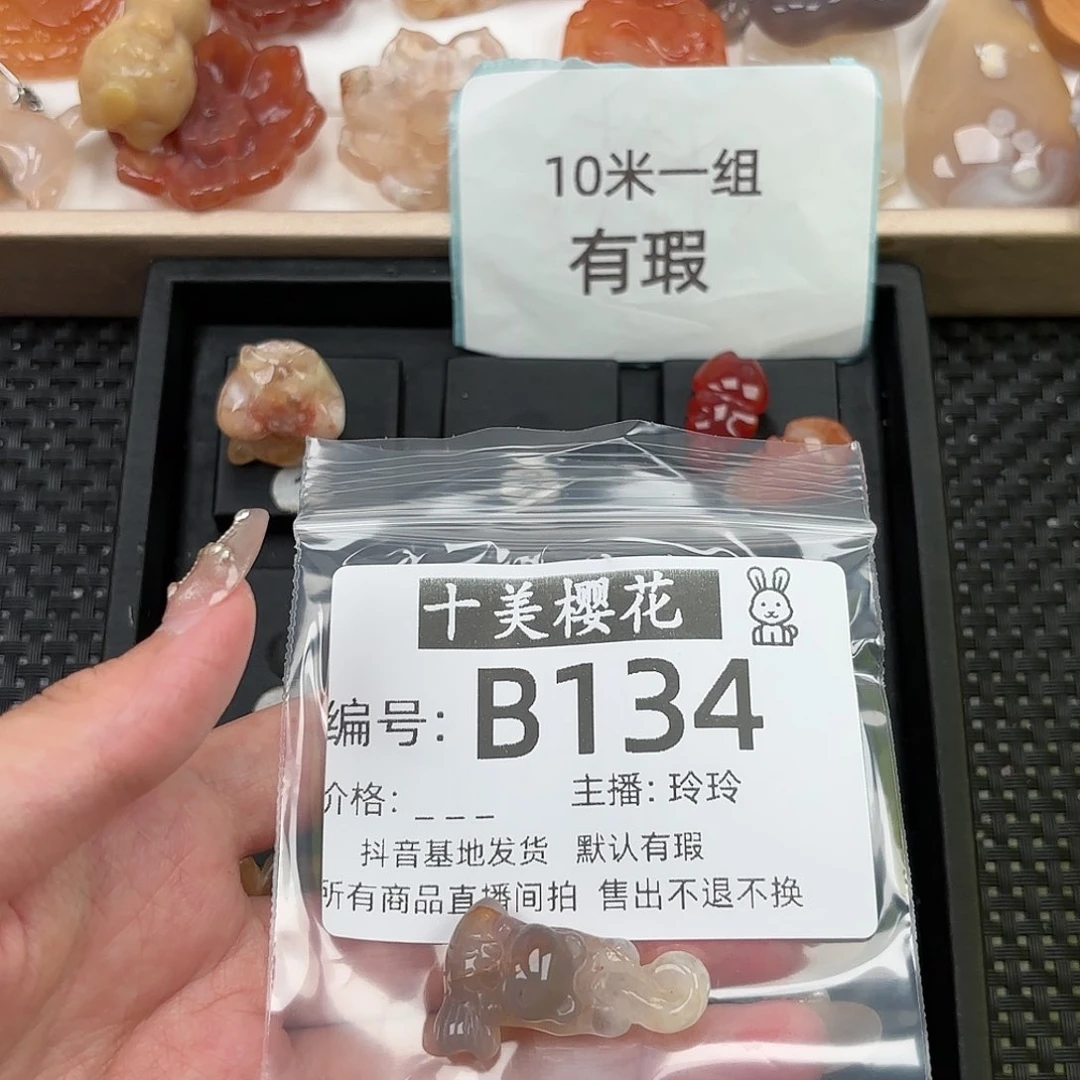 10米一组
有瑕
十美樱花
编号: B134
价格: _ _ _ 主播: 玲玲
抖音基地发货 默认有瑕
所有商品直播间拍 售出不退不换